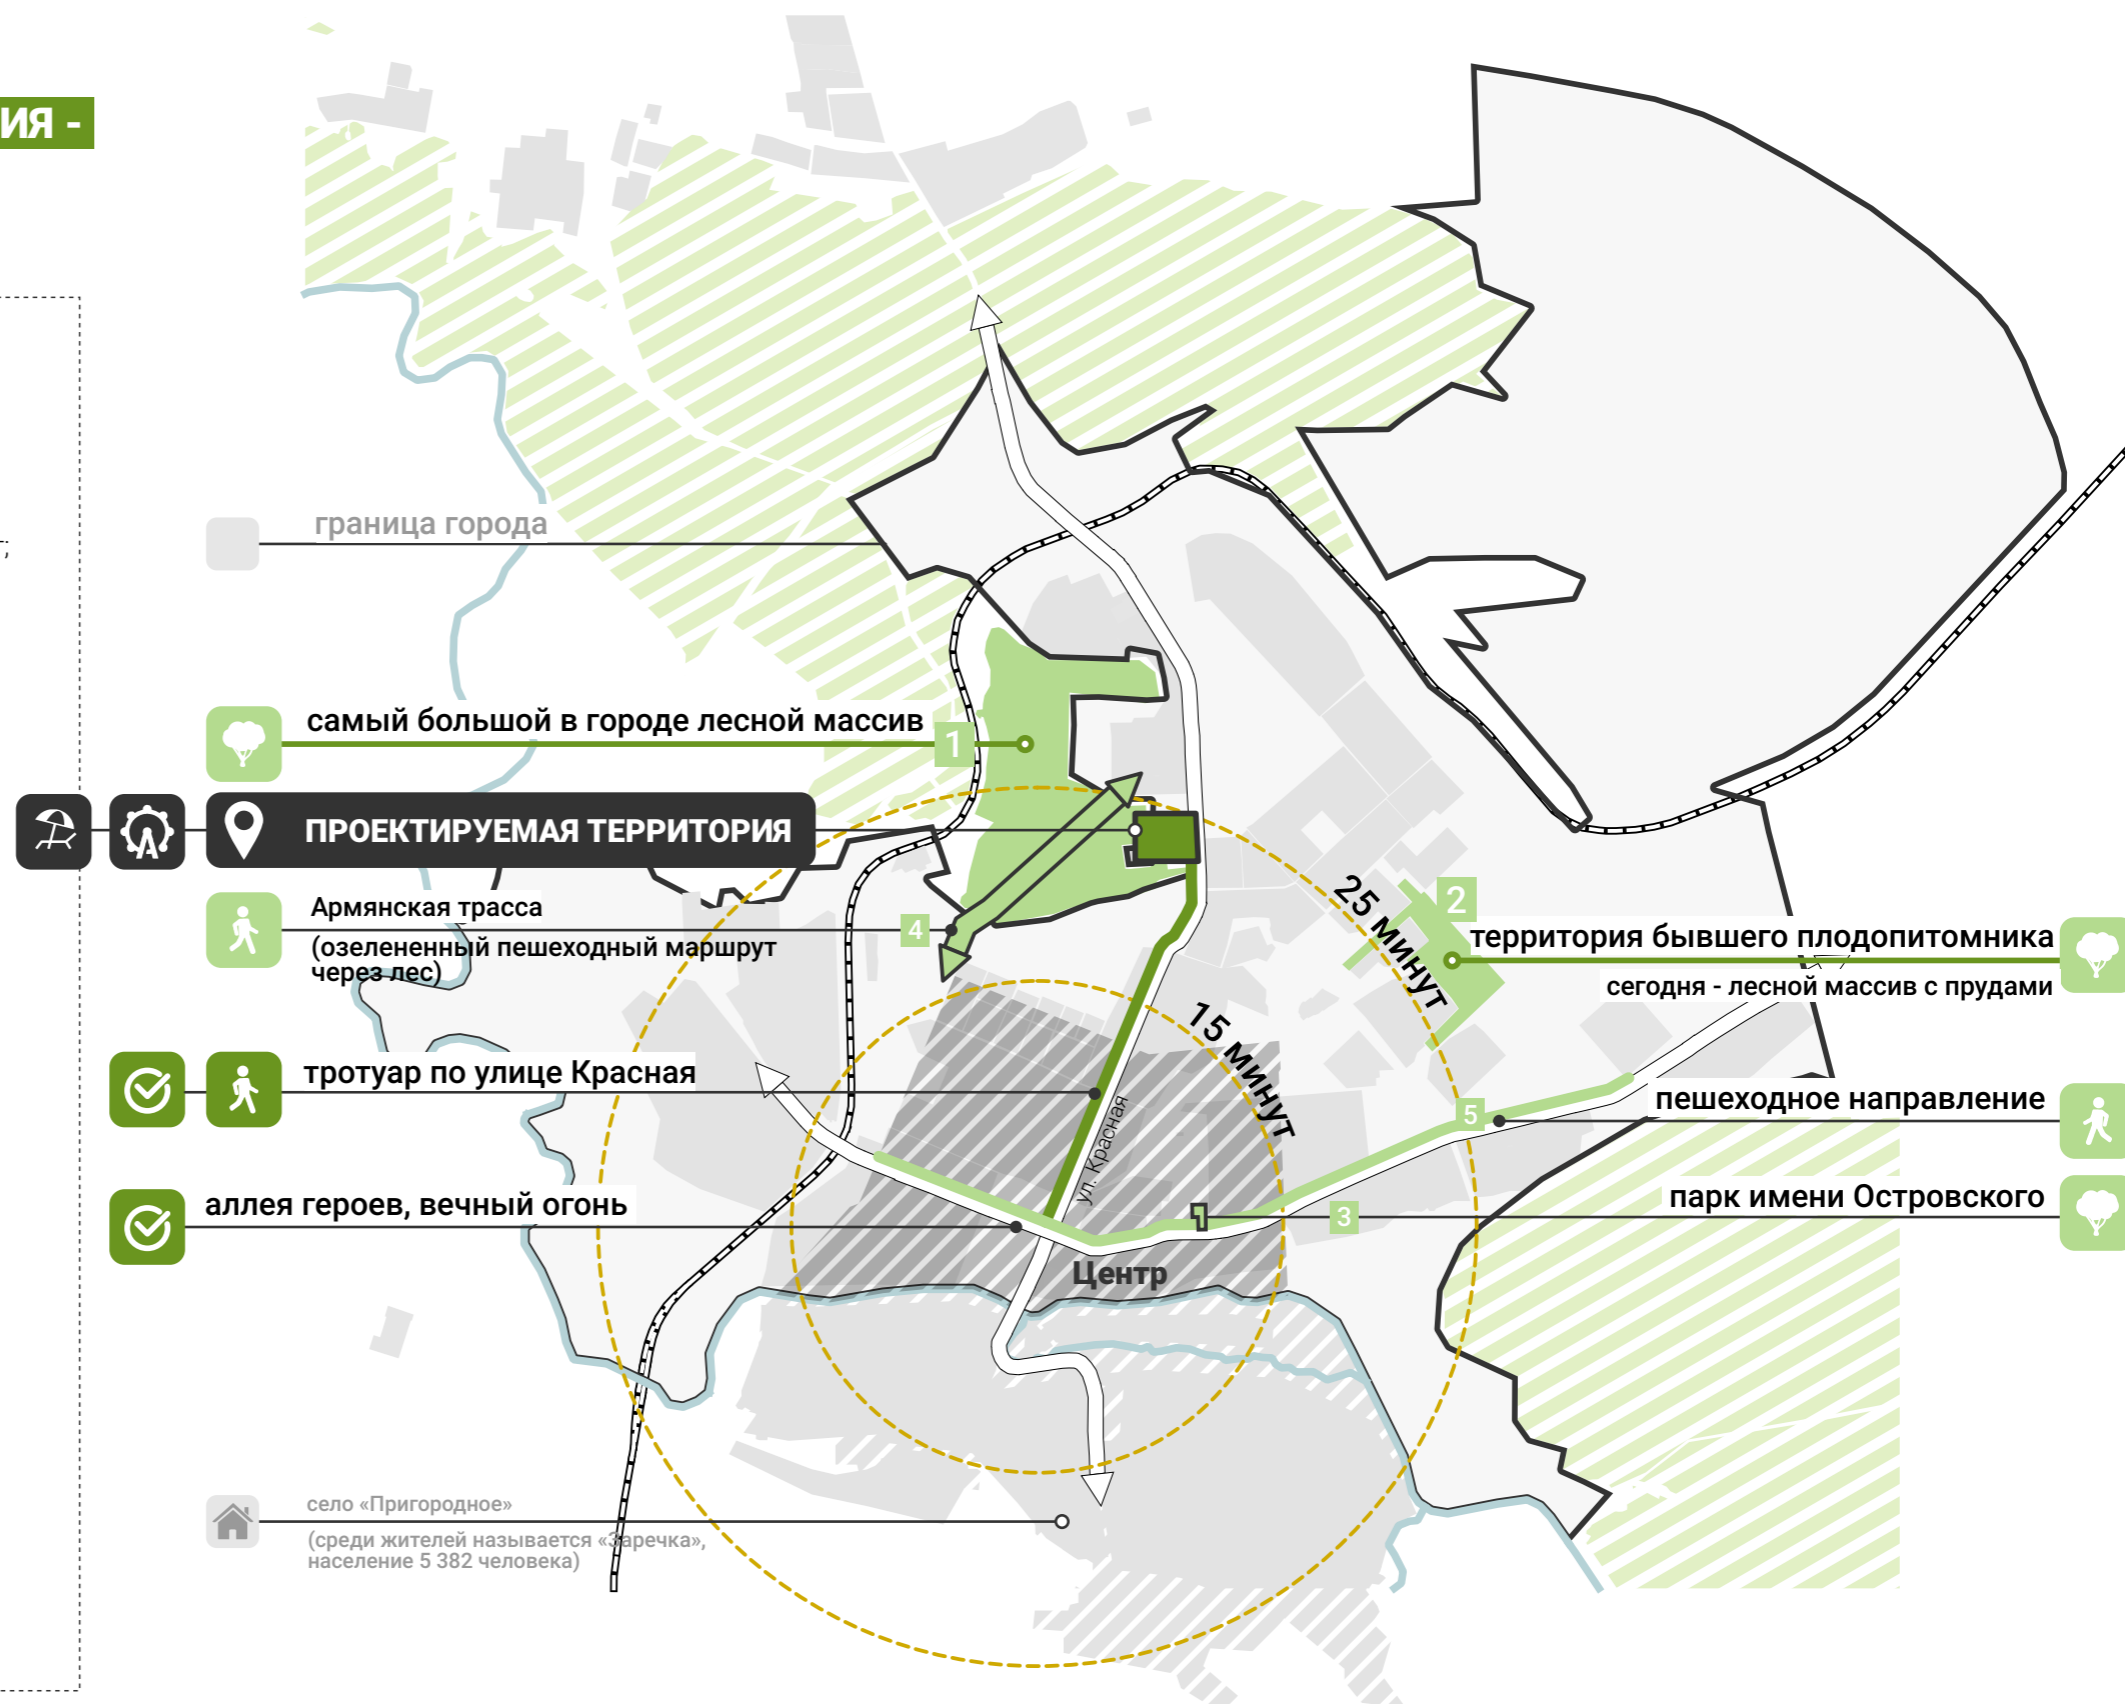 ИЯ -
т;
граница города
самый большой в городе лесной массив
1
ПРОЕКТИРУЕМАЯ ТЕРРИТОРИЯ
Армянская трасса
(озелененный пешеходный маршрут
через лес)
4
25 минут
2
территория бывшего плодопитомника
сегодня - лесной массив с прудами
15 минут
тротуар по улице Красная
ул. Красная
5
пешеходное направление
аллея героев, вечный огонь
3
парк имени Островского
Центр
село «Пригородное»
(среди жителей называется «Заречка»,
население 5 382 человека)